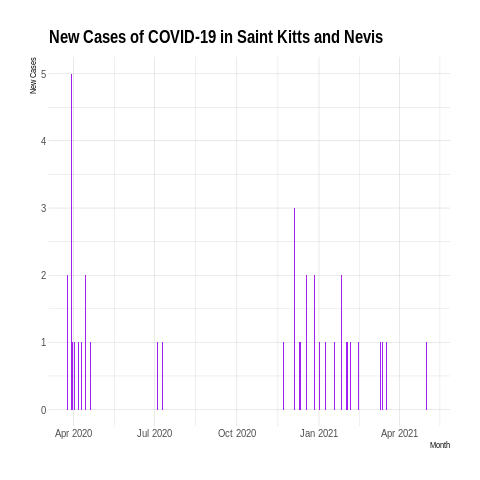 New Cases of COVID-19 in Saint Kitts and Nevis
New Cases
5
4
3
2
1
0
Apr 2020 Jul 2020 Oct 2020 Jan 2021 Apr 2021
Month